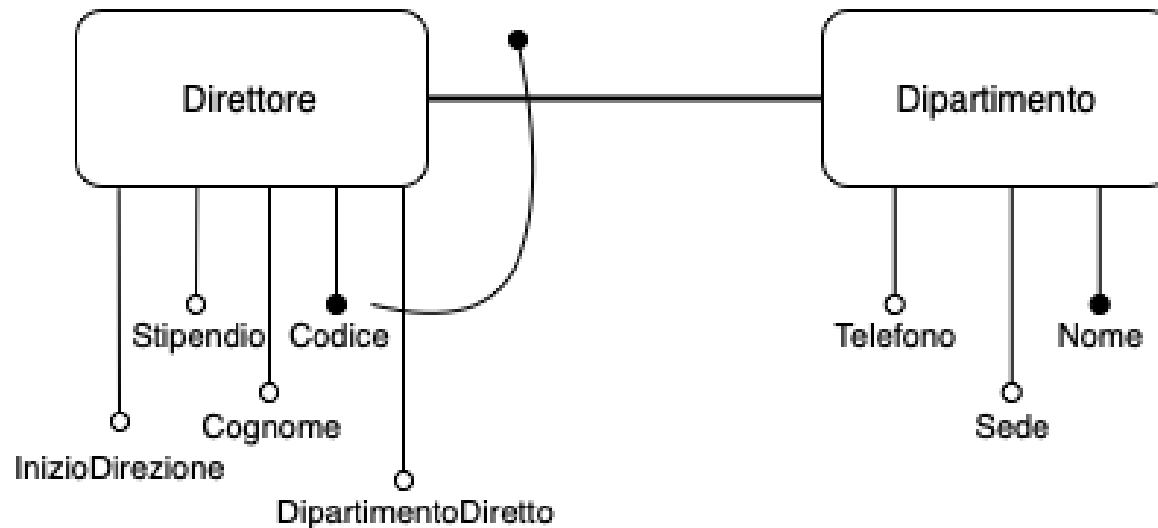 Direttore
Dipartimento
Stipendio
Codice
Telefono
Nome
Cognome
Sede
InizioDirezione
DipartimentoDiretto